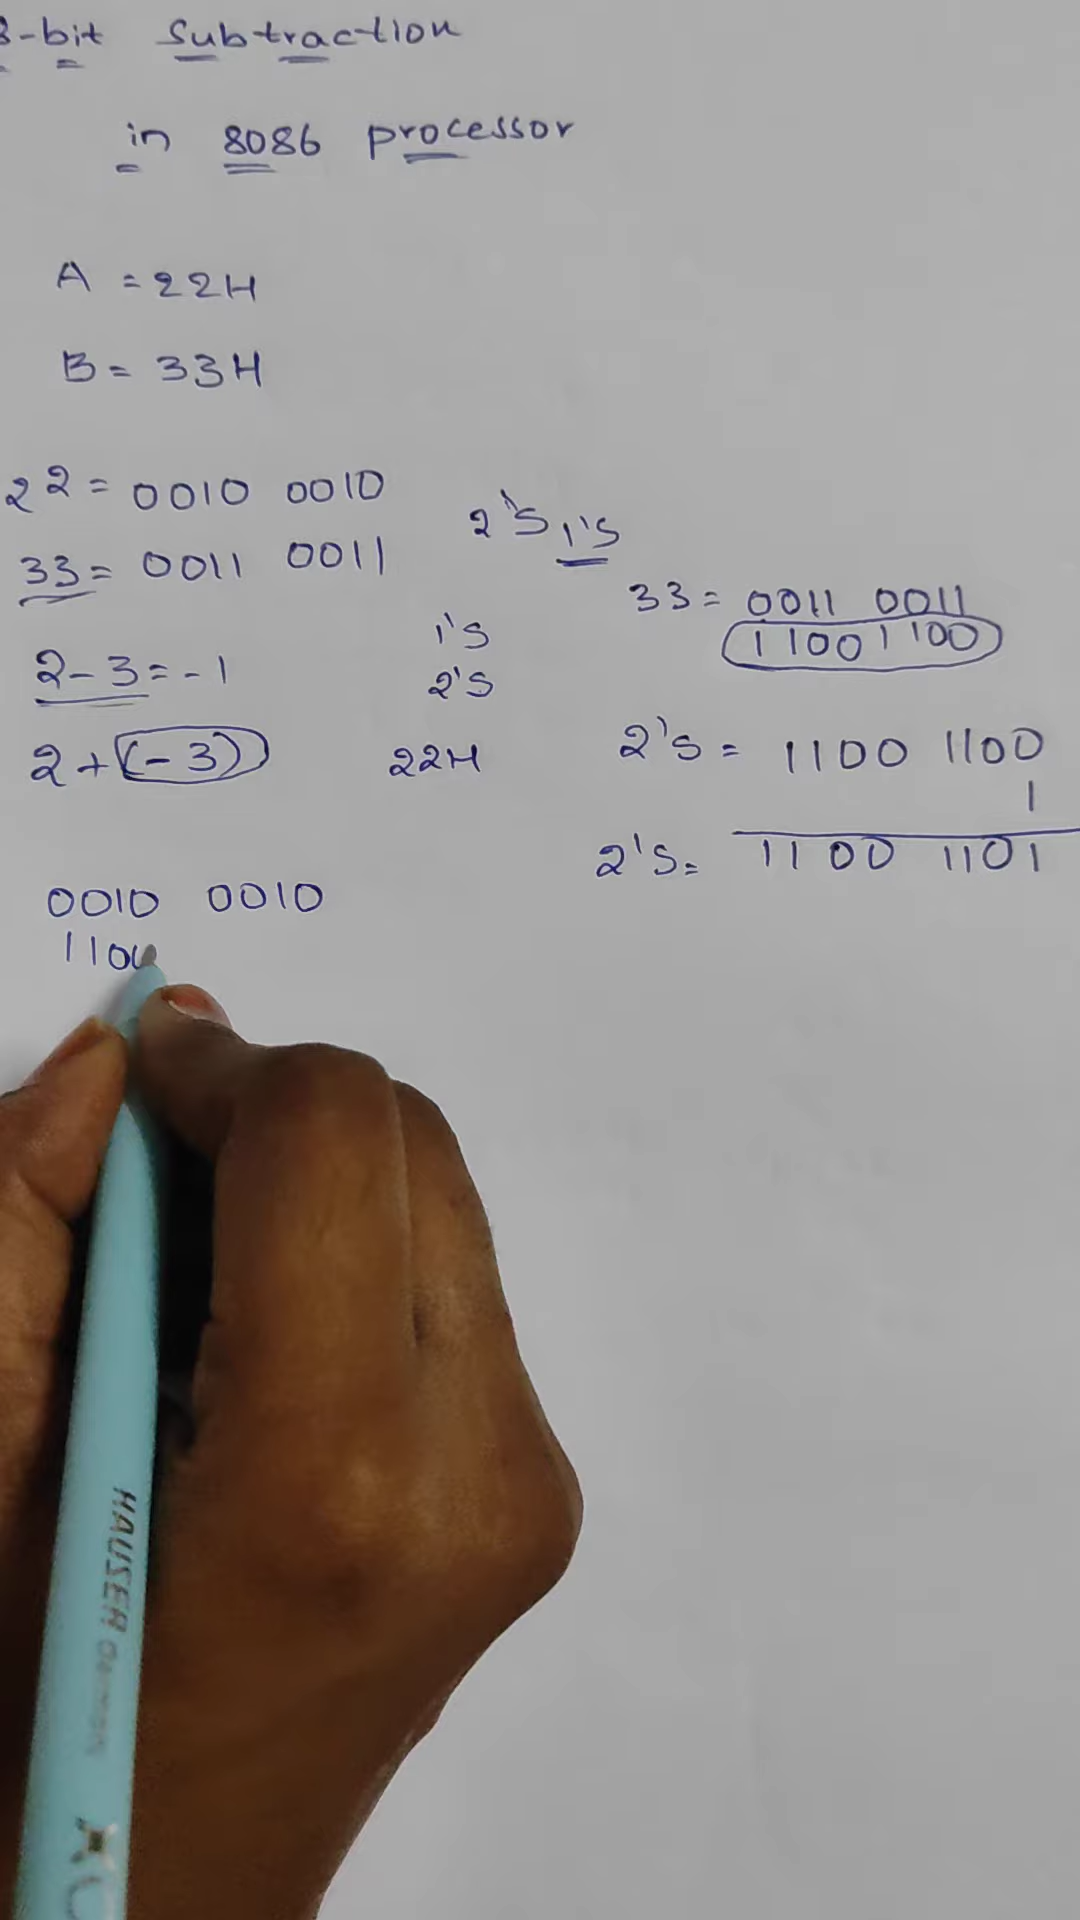 8-bit Subtraction
in 8086 processor
A = 22H
B = 33H
22 = 0010 0010
33 = 0011 0011
2-3 = -1
2+(-3)
2's 1's
1's
2's
22H
33 = 0011 0011
1100 1100
2's = 1100 1100
1
2's = 1100 1101
0010 0010
1100
HAUSER
XO